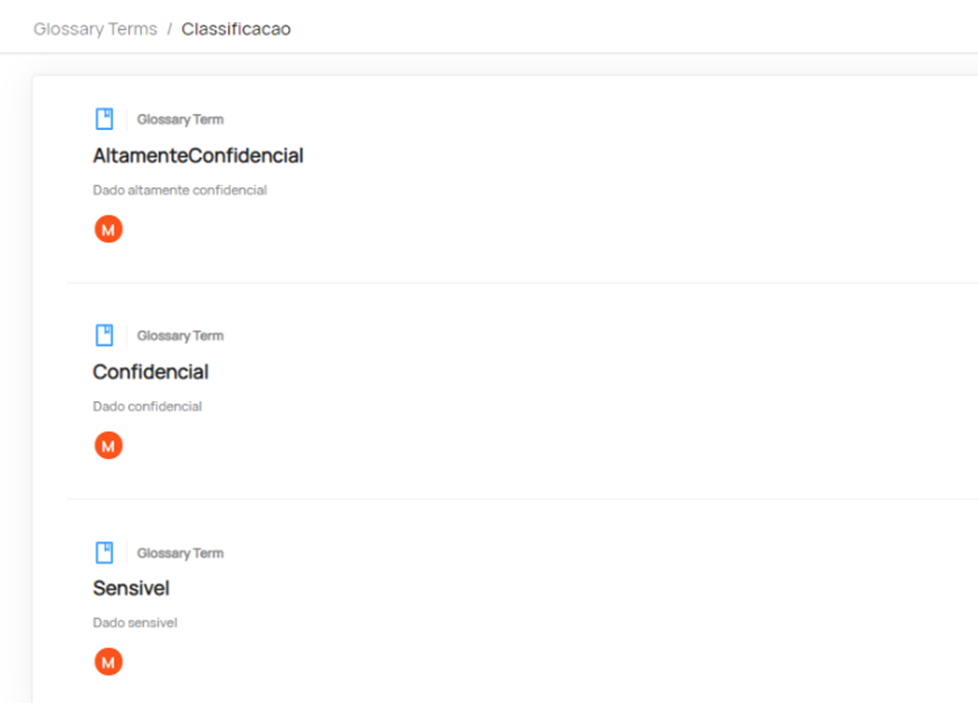 Glossary Terms / Classificacao
Glossary Term
AltamenteConfidencial
Dado altamente confidencial
M
Glossary Term
Confidencial
Dado confidencial
M
Glossary Term
Sensivel
Dado sensivel
M